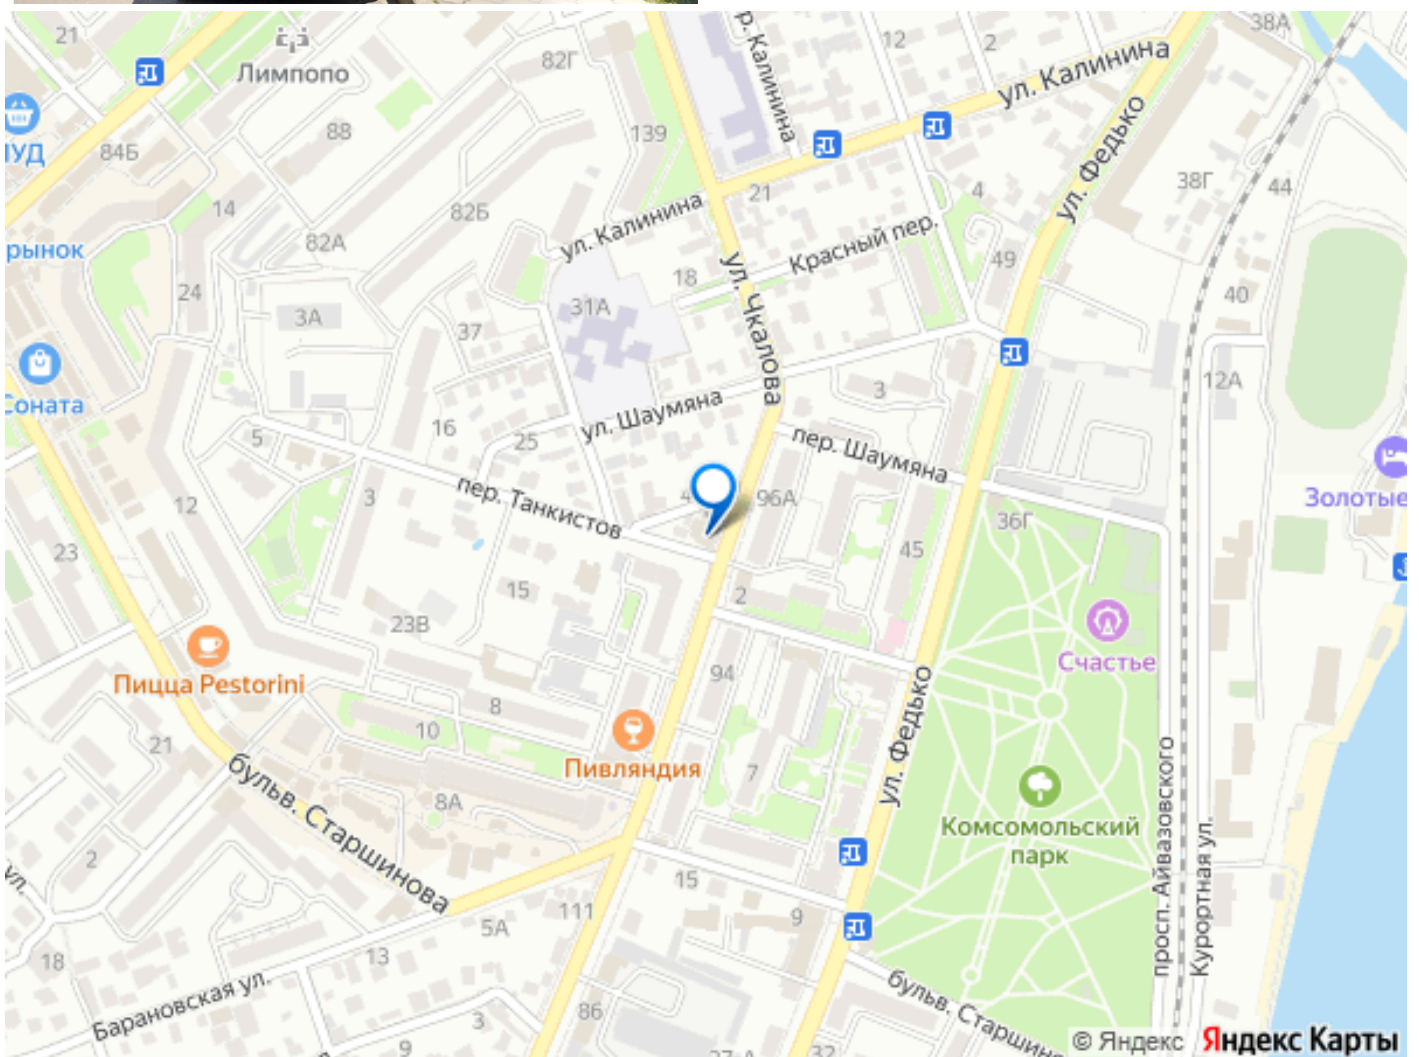 21
Лимпопо
82Г
12
2
38А
ул. Калинина
р. Калинина
ул. Федько
УД
84Б
88
139
21
4
38Г
44
14
82Б
ул. Калинина
Красный пер.
82А
рынок
18
49
24
3А
31А
ул. Чкалова
40
37
Соната
3
12А
16
25
ул. Шаумяна
5
пер. Шаумяна
Золотые
пер. Танкистов
4
96А
12
3
36Г
45
23
15
2
23В
Счастье
Пицца Pestorini
94
ул. Федько
8
10
21
Пивляндия
7
бульв. Старшинова
8А
Комсомольский
парк
просп. Айвазовского
Курортная ул.
2
ул.
15
111
5А
9
13
18
Барановская ул.
3
86
бульв. Старшинова
9
27-А
32
© Яндекс Яндекс Карты